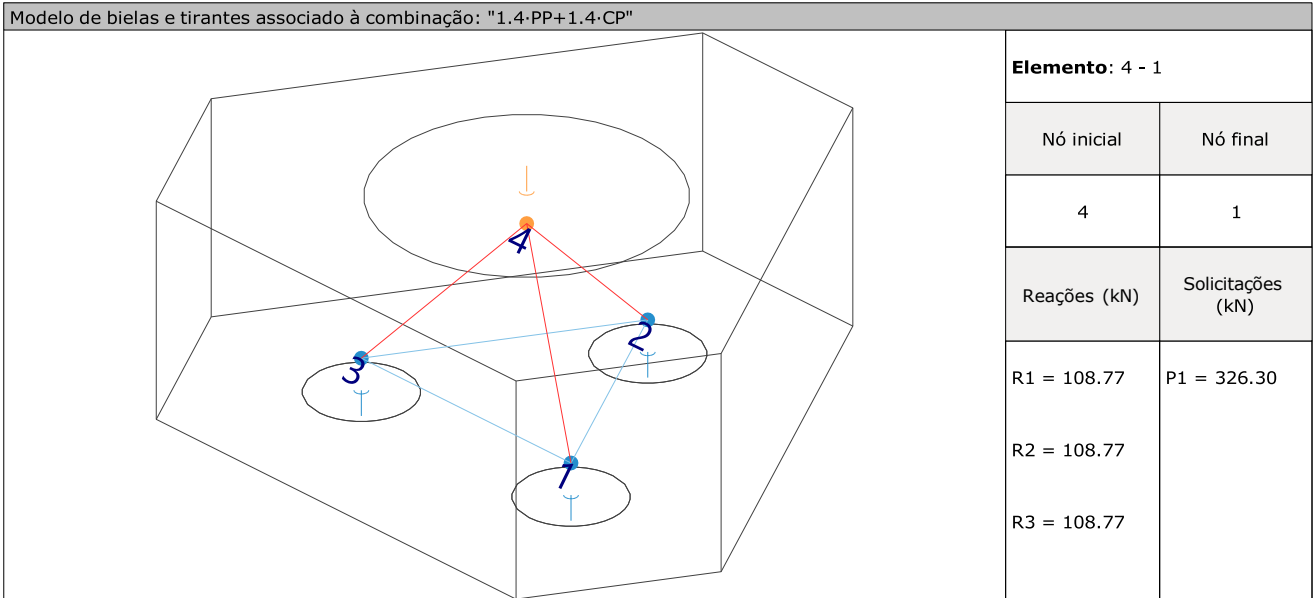 Modelo de bielas e tirantes associado à combinação: "1.4·PP+1.4·CP"
4
2
3
1
Elemento: 4 - 1
Nó inicial
Nó final
4
1
Reações (kN)
Solicitações
(kN)
R1 = 108.77
P1 = 326.30
R2 = 108.77
R3 = 108.77